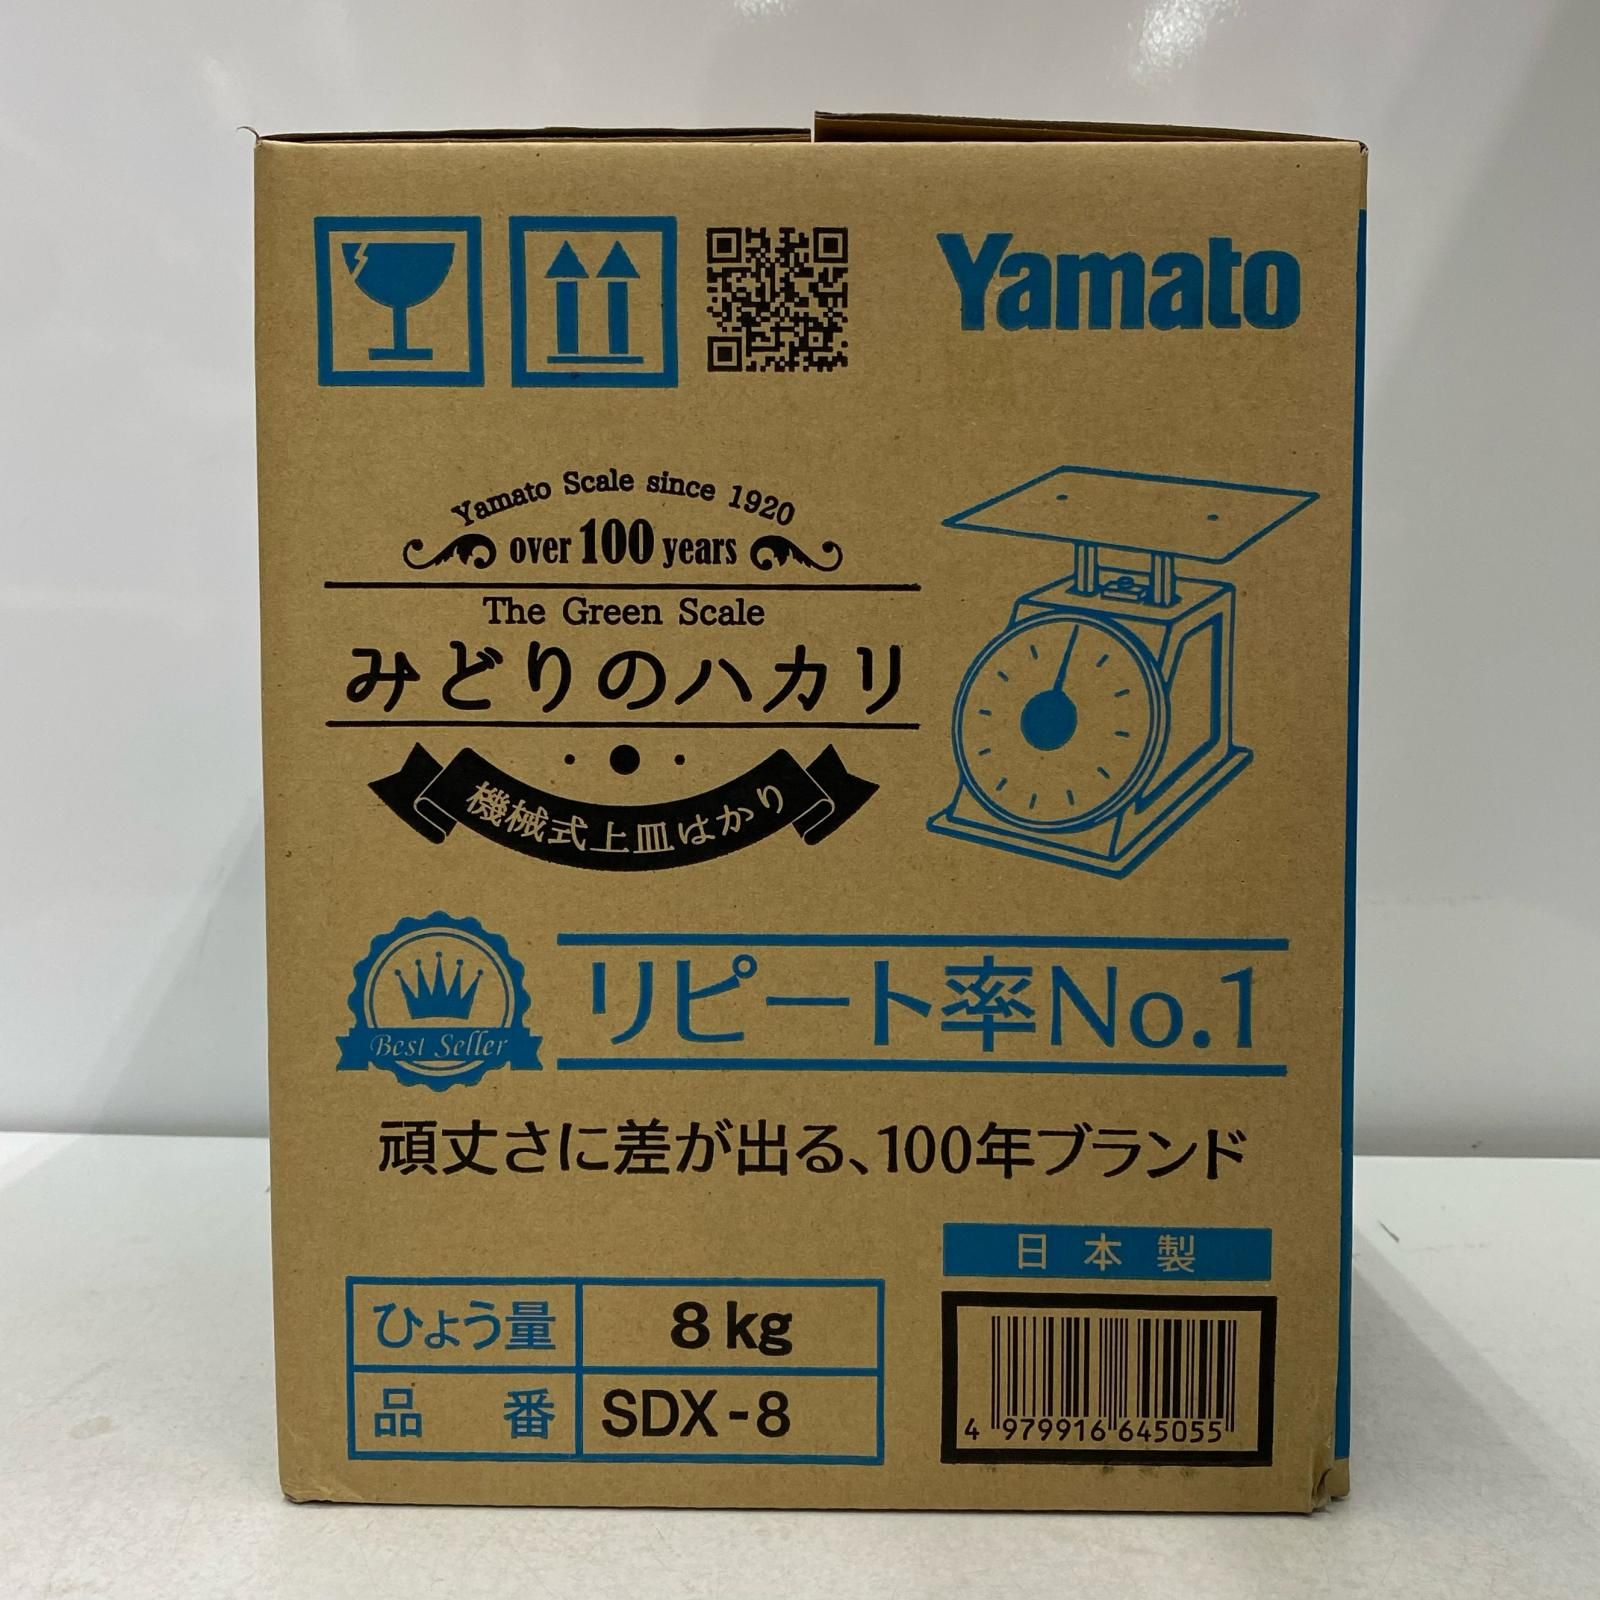 Yamato
Yamato Scale since 1920
over 100 years
The Green Scale
みどりのハカリ
機械式上皿はかり
Best Seller
リピート率No.1
頑丈さに差が出る、100年ブランド
日本製
ひょう量 8kg
品番 SDX-8
4 979916 645055